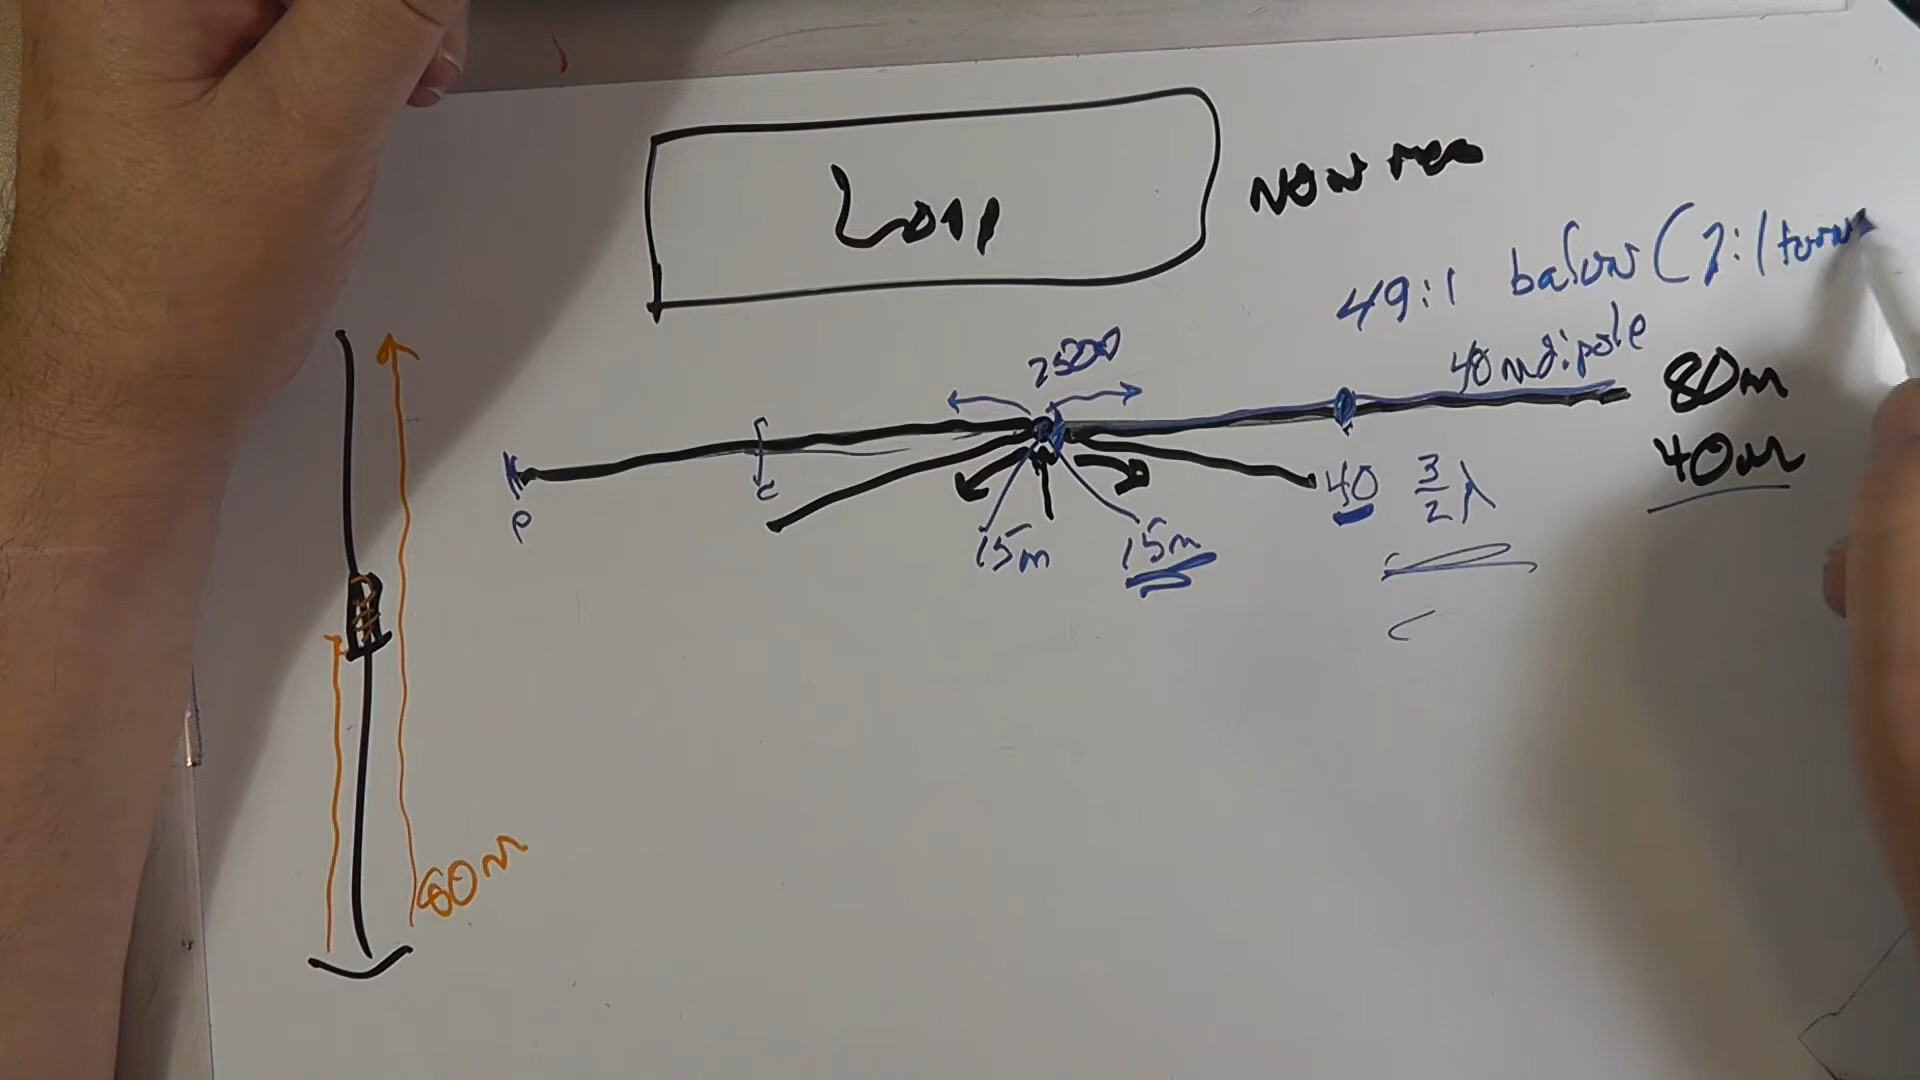 Loop
NON RES
49:1 balun (7:1 turns
2500
40m dipole
80m
40m
40 3/2 λ
P
c
15m
15m
60m